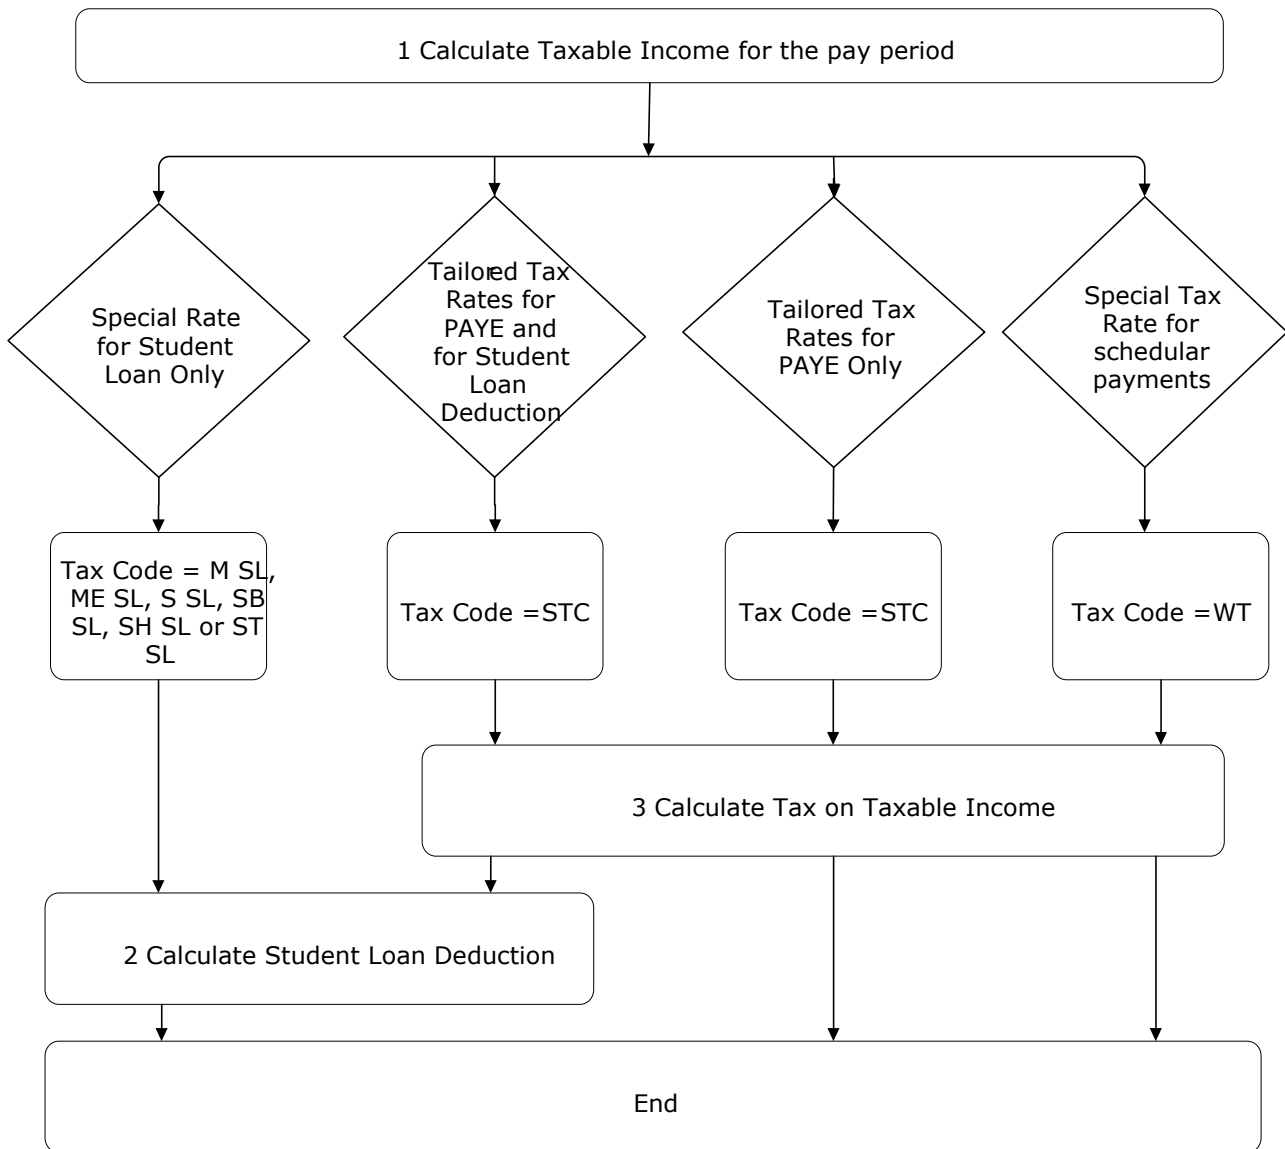 1 Calculate Taxable Income for the pay period
Special Rate
for Student
Loan Only
Tailored Tax
Rates for
PAYE and
for Student
Loan
Deduction
Tailored Tax
Rates for
PAYE Only
Special Tax
Rate for
schedular
payments
Tax Code = M SL,
ME SL, S SL, SB
SL, SH SL or ST
SL
Tax Code =STC
Tax Code =STC
Tax Code =WT
3 Calculate Tax on Taxable Income
2 Calculate Student Loan Deduction
End